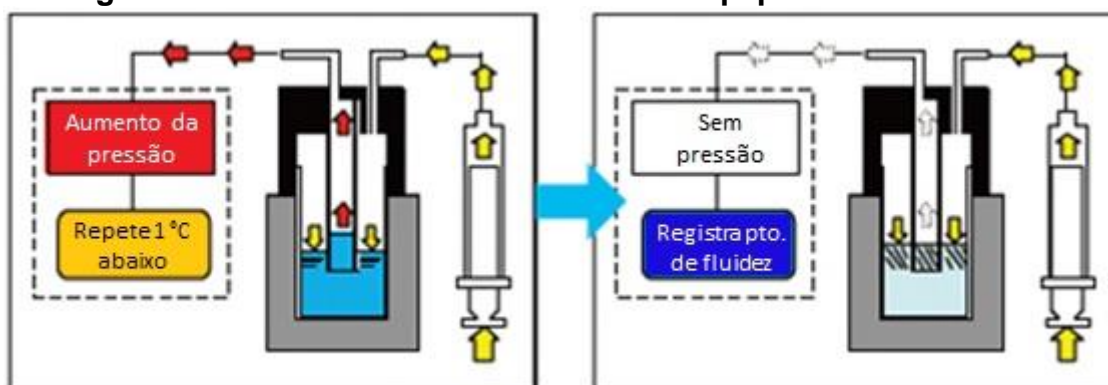 Aumento da
pressão
Repete 1 °C
abaixo
Sem
pressão
Registra pto.
de fluidez